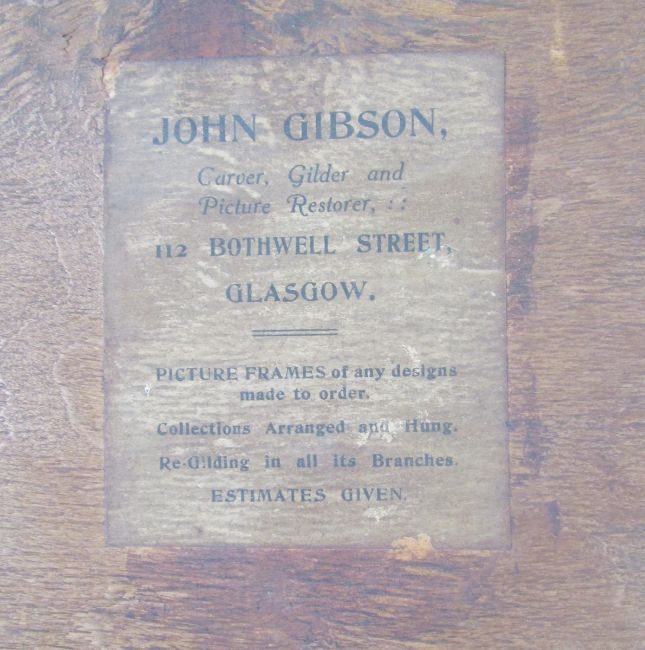 JOHN GIBSON,
Carver, Gilder and
Picture Restorer, : :
112 BOTHWELL STREET,
GLASGOW.
PICTURE FRAMES of any designs
made to order.
Collections Arranged and Hung.
Re-Gilding in all its Branches.
ESTIMATES GIVEN.